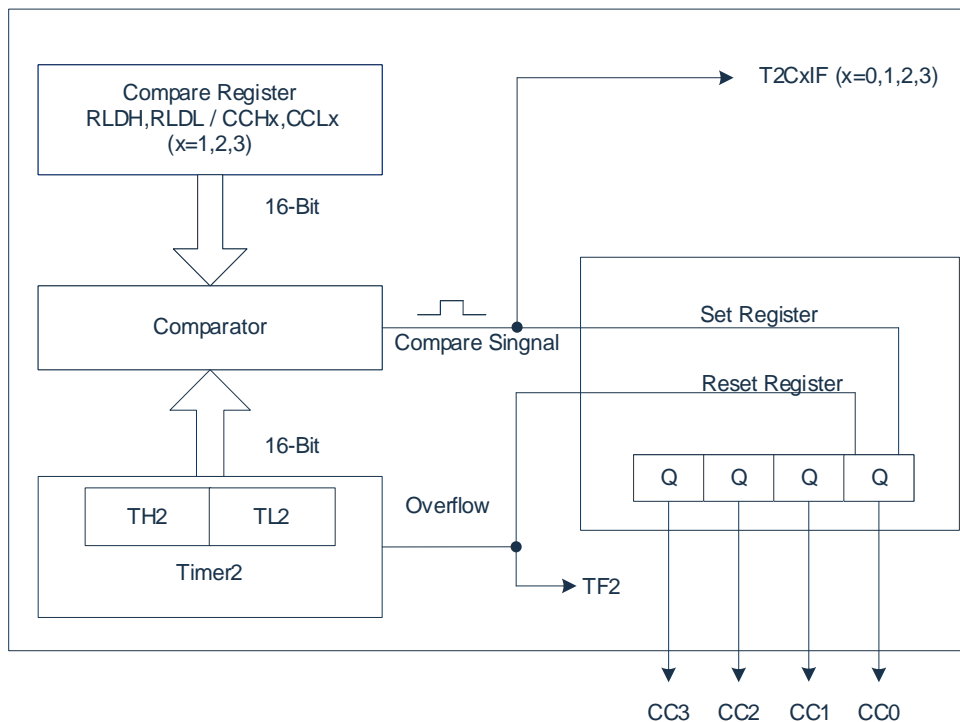 Compare Register
RLDH,RLDL / CCHx,CCLx
(x=1,2,3)
T2CxIF (x=0,1,2,3)
16-Bit
Comparator
Compare Singnal
Set Register
Reset Register
16-Bit
Q Q Q Q
TH2 TL2
Overflow
Timer2
TF2
CC3 CC2 CC1 CC0